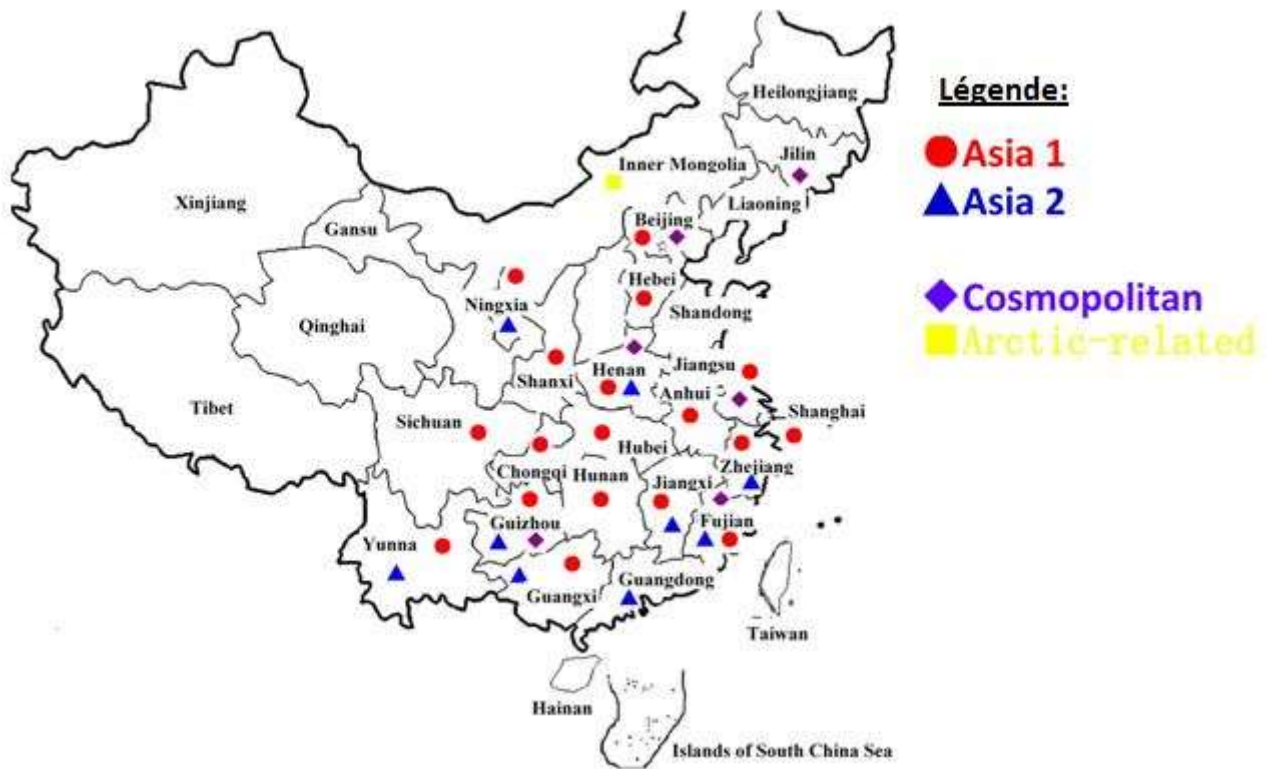 Heilongjiang
Légende:
Jilin
Asia 1
Inner Mongolia
Xinjiang
Liaoning
Asia 2
Gansu
Beijing
Hebei
Ningxia
Shandong
Cosmopolitan
Qinghai
Arctic-related
Jiangsu
Henan
Shanxi
Anhui
Tibet
Shanghai
Sichuan
Hubei
Zhejiang
Chongqi
Hunan
Jiangxi
Guizhou
Fujian
Yunna
Guangdong
Guangxi
Taiwan
Hainan
Islands of South China Sea